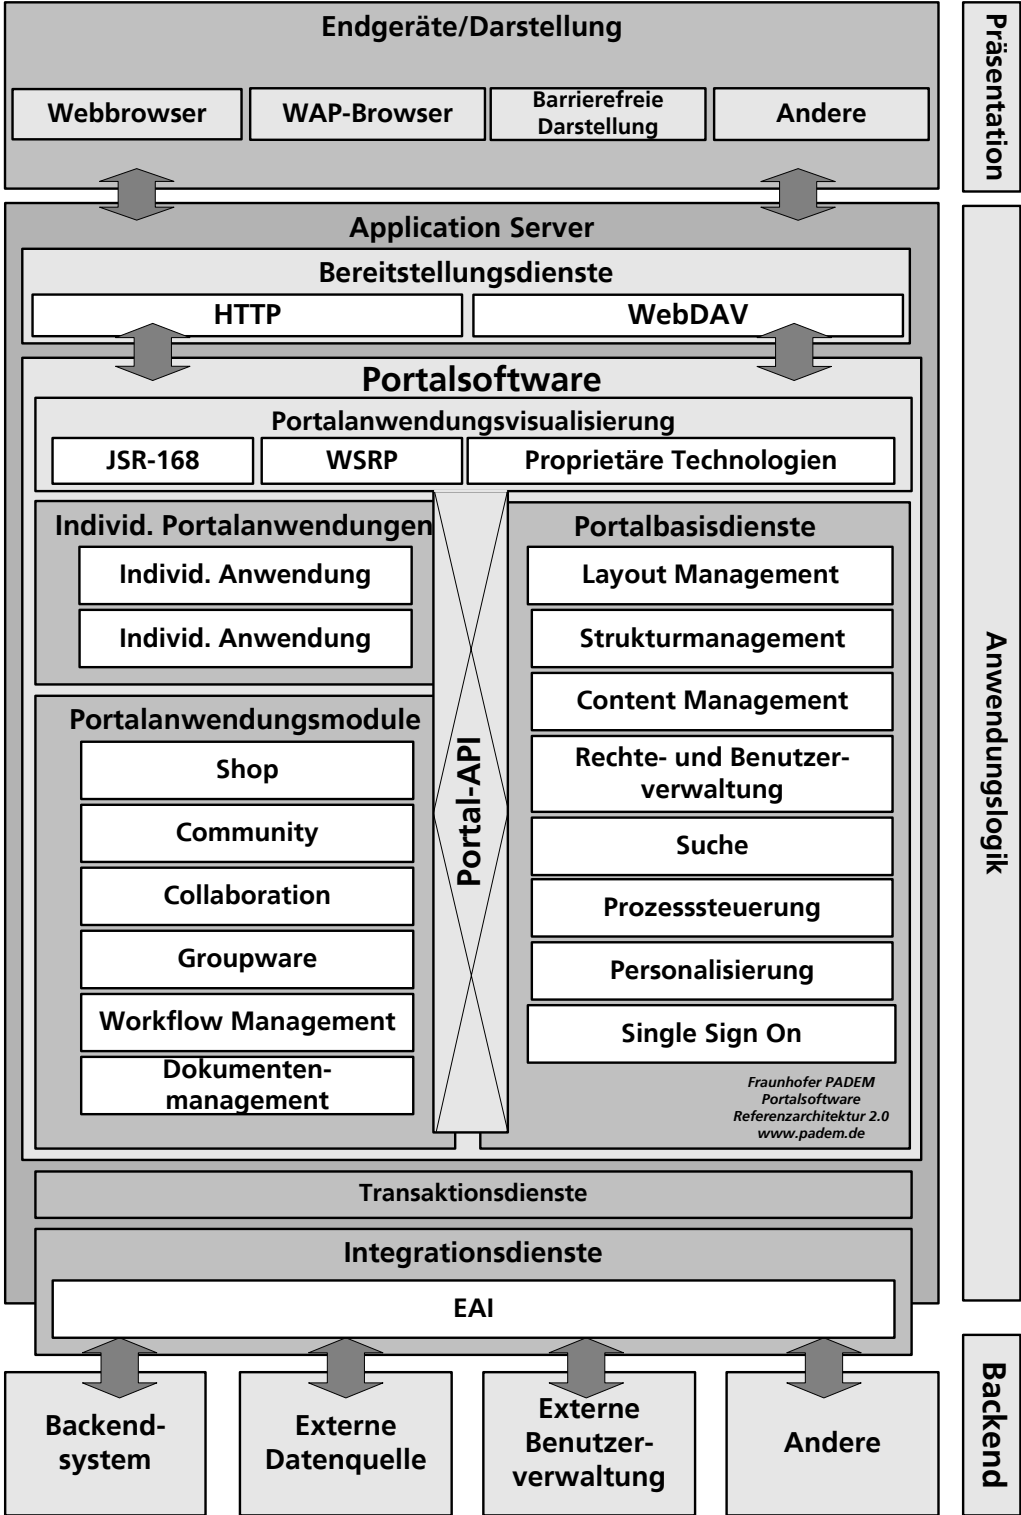 Endgeräte/Darstellung
Webbrowser
WAP-Browser
Barrierefreie
Darstellung
Andere
Präsentation
Application Server
Bereitstellungsdienste
HTTP
WebDAV
Portalsoftware
Portalanwendungsvisualisierung
JSR-168
WSRP
Proprietäre Technologien
Individ. Portalanwendungen
Individ. Anwendung
Individ. Anwendung
Portalanwendungsmodule
Shop
Community
Collaboration
Groupware
Workflow Management
Dokumenten-
management
Portal-API
Portalbasisdienste
Layout Management
Strukturmanagement
Content Management
Rechte- und Benutzer-
verwaltung
Suche
Prozesssteuerung
Personalisierung
Single Sign On
Fraunhofer PADEM
Portalsoftware
Referenzarchitektur 2.0
www.padem.de
Transaktionsdienste
Integrationsdienste
EAI
Anwendungslogik
Backend-
system
Externe
Datenquelle
Externe
Benutzer-
verwaltung
Andere
Backend